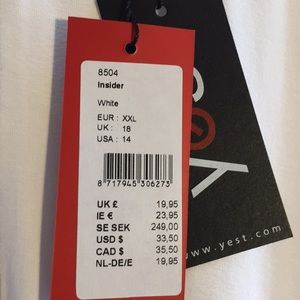 8504
Insider
White
EUR : XXL
UK : 18
USA : 14
8 717945 306273
UK £ 19,95
IE € 23,95
SE SEK 249,00
USD $ 33,50
CAD $ 35,50
NL-DE/E 19,95
www.yest.com